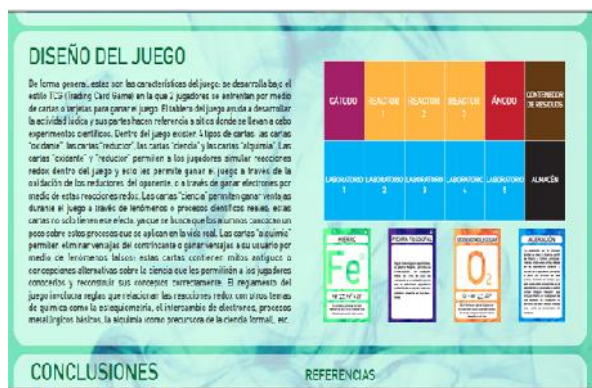 DISEÑO DEL JUEGO
De forma general, estas son las características del juego: se desarrolla bajo el
estilo TCG (Trading Card Game) en la que 2 jugadores se enfrentan por medio
de cartas o tarjetas para ganar el juego. El tablero del juego ayuda a desarrollar
la actividad lúdica y sus partes hacen referencia a sitios donde se llevan a cabo
experimentos científicos. Dentro del juego existen 4 tipos de cartas: las cartas
"oxidante", las cartas "reductor", las cartas "ciencia" y las cartas "alquimia". Las
cartas "oxidante" y "reductor" permiten a los jugadores simular reacciones
redox dentro del juego y esto les permite ganar el juego a través de la
oxidación de los reductores del oponente, o a través de ganar electrones por
medio de estas reacciones redox. Las cartas "ciencia" permiten ganar ventajas
durante el juego a través de fenómenos o procesos científicos reales, estas
cartas no solo tienen ese efecto, ya que se busca que los alumnos conozcan un
poco sobre estos procesos que se aplican en la vida real. Las cartas "alquimia"
permiten eliminar ventajas del contrincante o ganar ventajas a su usuario por
medio de fenómenos falsos; estas cartas contienen mitos antiguos o
concepciones alternativas sobre la ciencia que les permitirán a los jugadores
conocerlos y reconstruir sus conceptos correctamente. El reglamento del
juego involucra reglas que relacionan las reacciones redox con otros temas
de química como la estequiometría, el intercambio de electrones, procesos
metalúrgicos básicos, la alquimia como precursora de la ciencia formal, etc.
CÁTODO REACTOR 1 REACTOR 2 REACTOR 3 ÁNODO CONTENEDOR DE RESIDUOS
LABORATORIO 1 LABORATORIO 2 LABORATORIO 3 LABORATORIO 4 LABORATORIO 5 ALMACÉN
HIERRO
Fe
PIEDRA FILOSOFAL
O₂
ALEACIÓN
CONCLUSIONES
REFERENCIAS